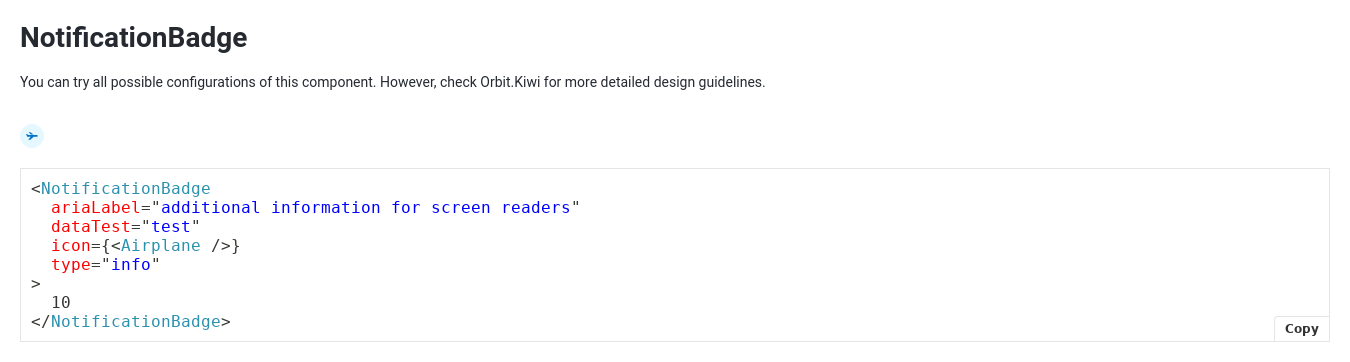 NotificationBadge
You can try all possible configurations of this component. However, check Orbit.Kiwi for more detailed design guidelines.
<NotificationBadge
  ariaLabel="additional information for screen readers"
  dataTest="test"
  icon={<Airplane />}
  type="info"
>
  10
</NotificationBadge>
Copy